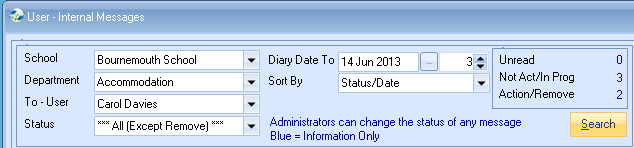 User - Internal Messages
School Bournemouth School Diary Date To 14 Jun 2013 ... 3 Unread 0
Department Accommodation Sort By Status/Date Not Act/In Prog 3
To - User Carol Davies Action/Remove 2
Status *** All (Except Remove) *** Administrators can change the status of any message Search
Blue = Information Only